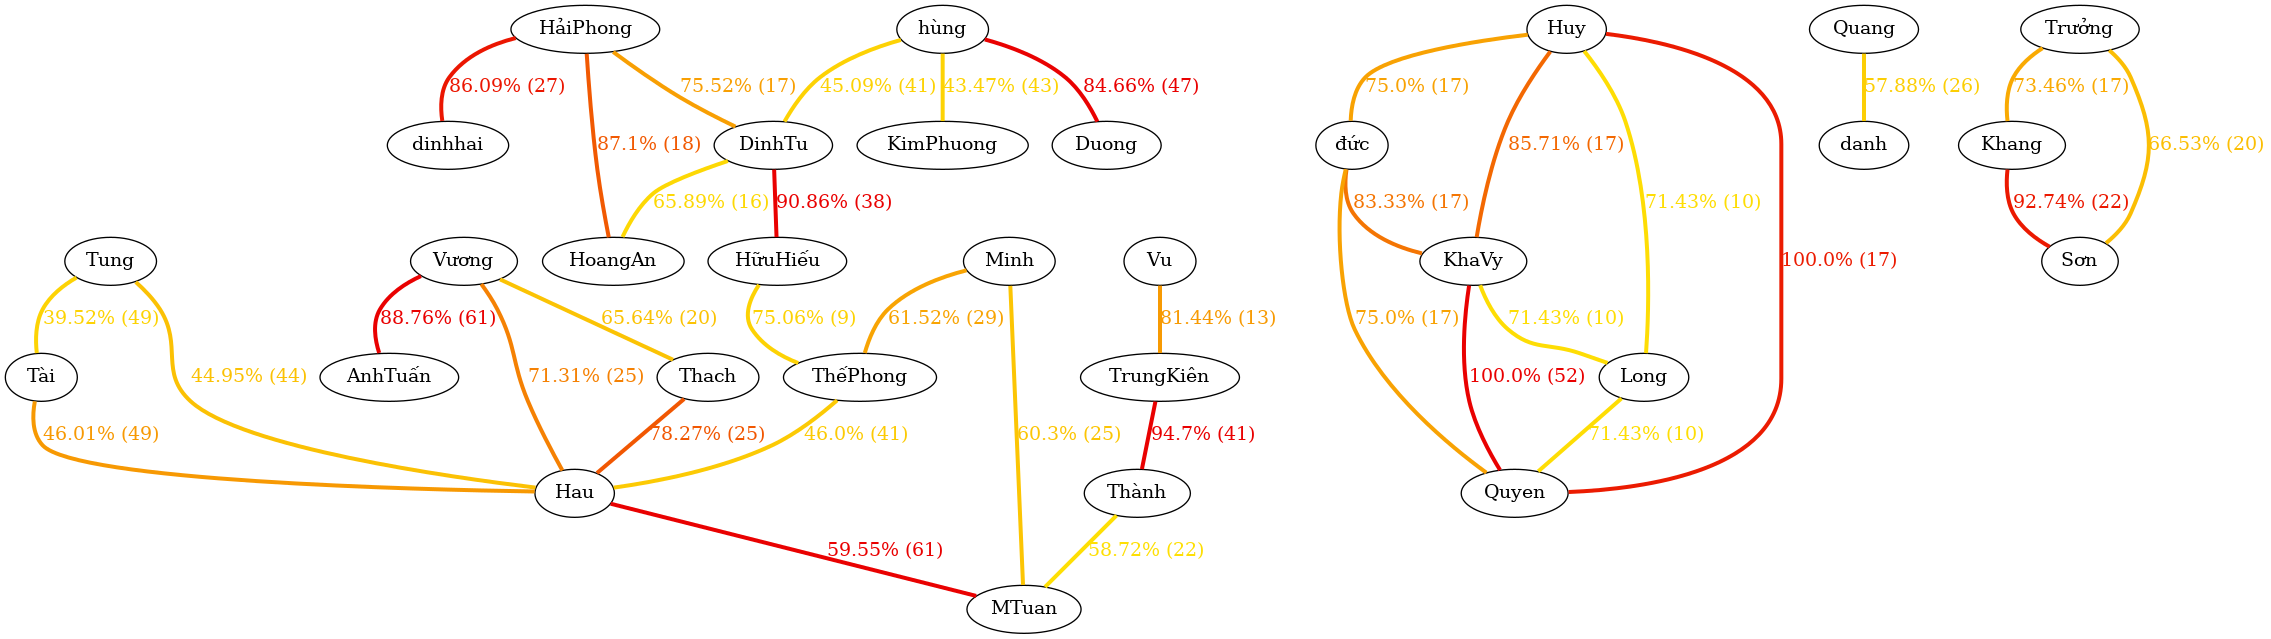 HảiPhong
hùng
Huy
Quang
Trưởng
86.09% (27)
75.52% (17)
45.09% (41)
43.47% (43)
84.66% (47)
75.0% (17)
57.88% (26)
73.46% (17)
dinhhai
87.1% (18)
DinhTu
KimPhuong
Duong
đức
85.71% (17)
danh
Khang
66.53% (20)
65.89% (16)
90.86% (38)
83.33% (17)
71.43% (10)
92.74% (22)
Tung
Vương
HoangAn
HữuHiếu
Minh
Vu
KhaVy
100.0% (17)
Sơn
39.52% (49)
88.76% (61)
65.64% (20)
75.06% (9)
61.52% (29)
81.44% (13)
75.0% (17)
71.43% (10)
Tài
44.95% (44)
AnhTuấn
71.31% (25)
Thach
ThếPhong
TrungKiên
100.0% (52)
Long
46.01% (49)
78.27% (25)
46.0% (41)
60.3% (25)
94.7% (41)
71.43% (10)
Hau
Thành
Quyen
59.55% (61)
58.72% (22)
MTuan